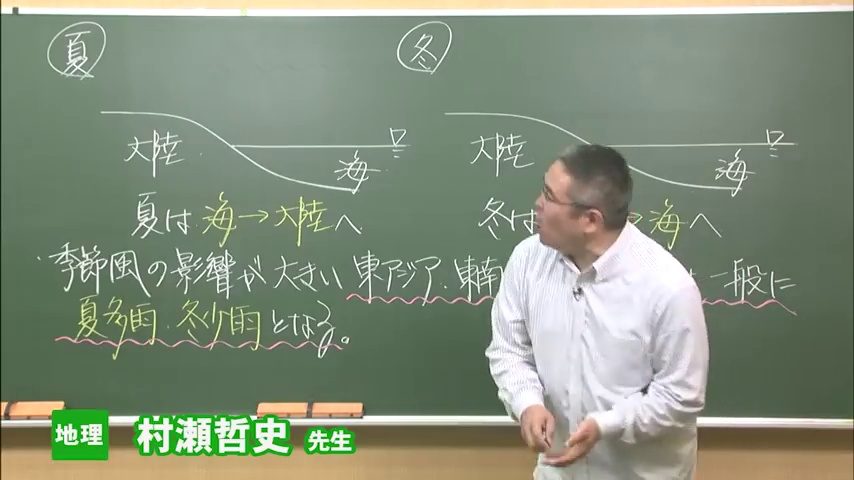 夏
冬
大陸
海
大陸
海
夏は 海→大陸へ
冬は →海へ
季節風の影響が大きい 東アジア・東南 は一般に
夏多雨・冬少雨となる。
地理 村瀬哲史 先生